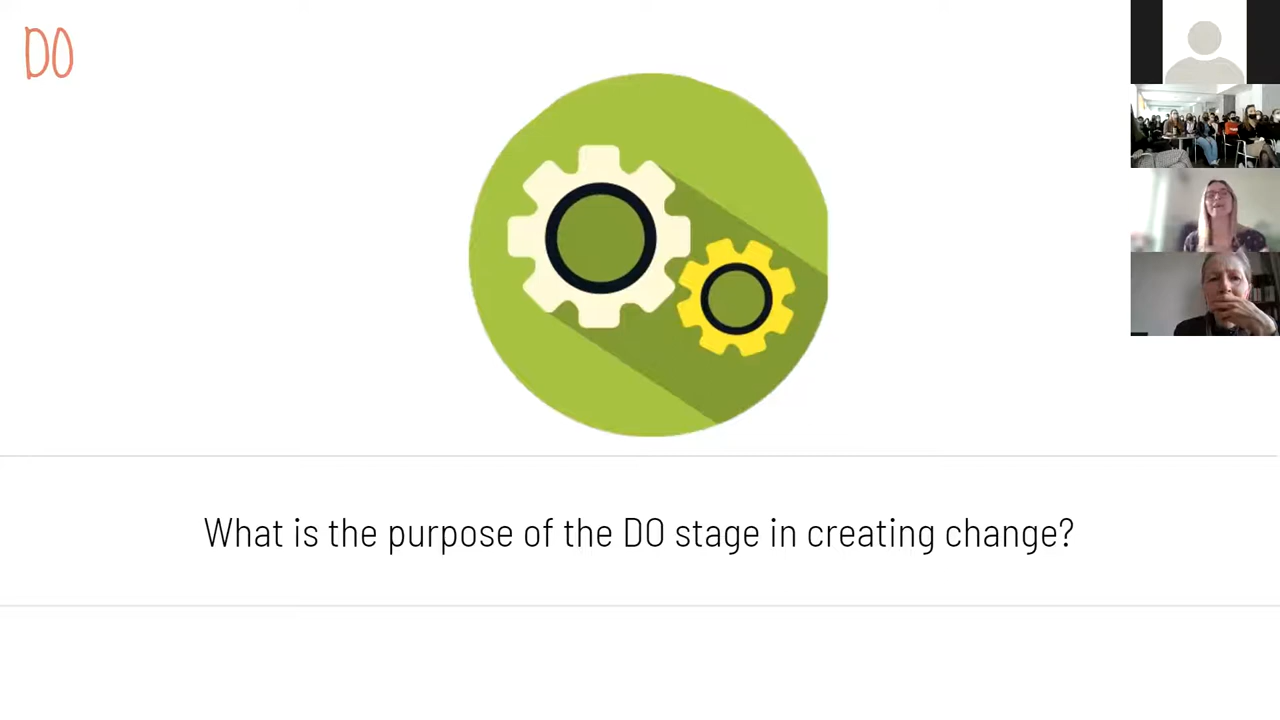 DO
What is the purpose of the DO stage in creating change?